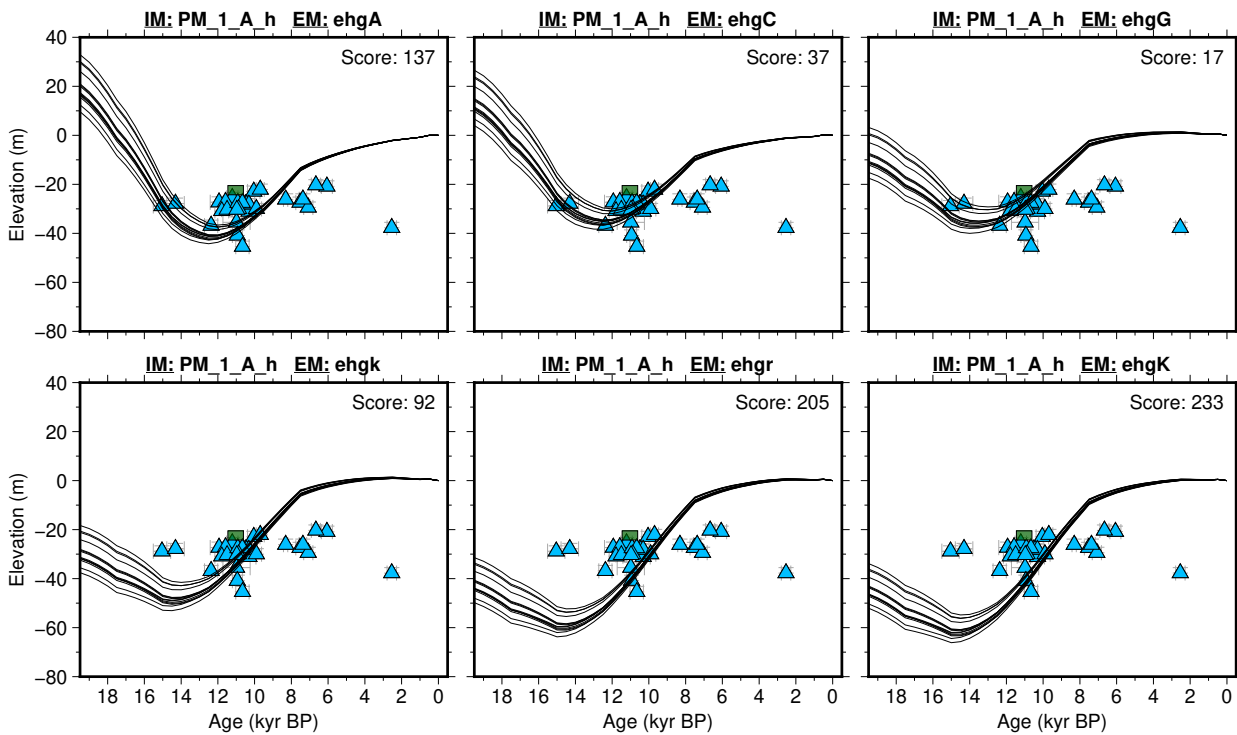 IM: PM_1_A_h EM: ehgA
IM: PM_1_A_h EM: ehgC
IM: PM_1_A_h EM: ehgG
40
20
0
−20
−40
−60
−80
Elevation (m)
Score: 137
Score: 37
Score: 17
IM: PM_1_A_h EM: ehgk
IM: PM_1_A_h EM: ehgr
IM: PM_1_A_h EM: ehgK
40
20
0
−20
−40
−60
−80
Elevation (m)
Score: 92
Score: 205
Score: 233
18 16 14 12 10 8 6 4 2 0
18 16 14 12 10 8 6 4 2 0
18 16 14 12 10 8 6 4 2 0
Age (kyr BP)
Age (kyr BP)
Age (kyr BP)